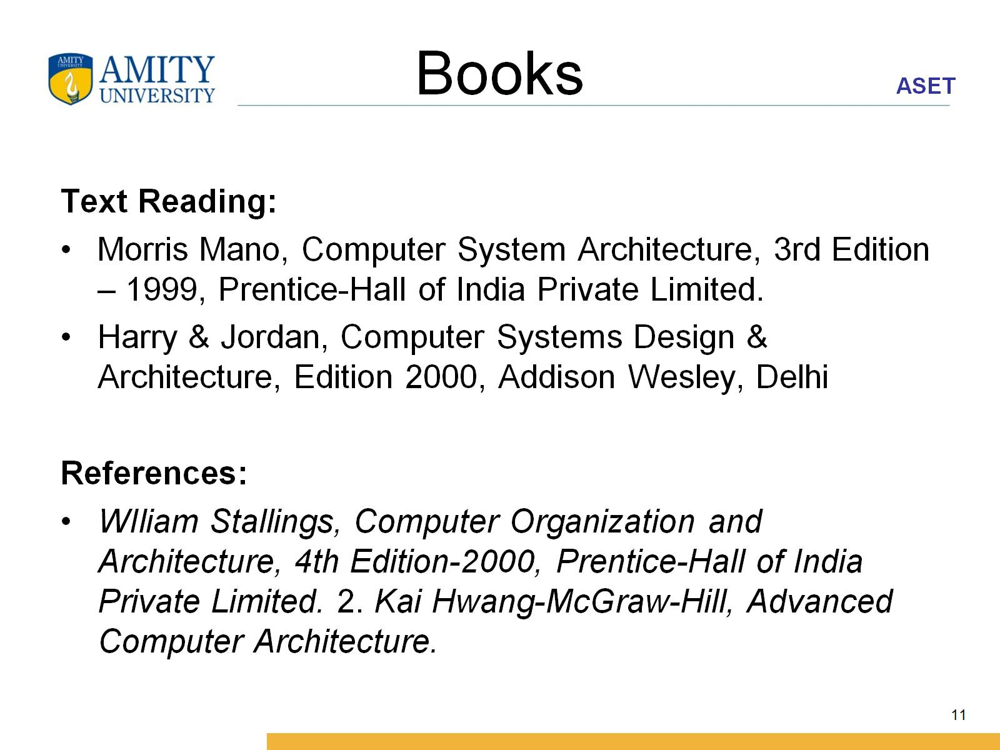 AMITY
UNIVERSITY
AMITY
UNIVERSITY
Books
ASET
Text Reading:
• Morris Mano, Computer System Architecture, 3rd Edition
– 1999, Prentice-Hall of India Private Limited.
• Harry & Jordan, Computer Systems Design &
Architecture, Edition 2000, Addison Wesley, Delhi
References:
• WIliam Stallings, Computer Organization and
Architecture, 4th Edition-2000, Prentice-Hall of India
Private Limited. 2. Kai Hwang-McGraw-Hill, Advanced
Computer Architecture.
11